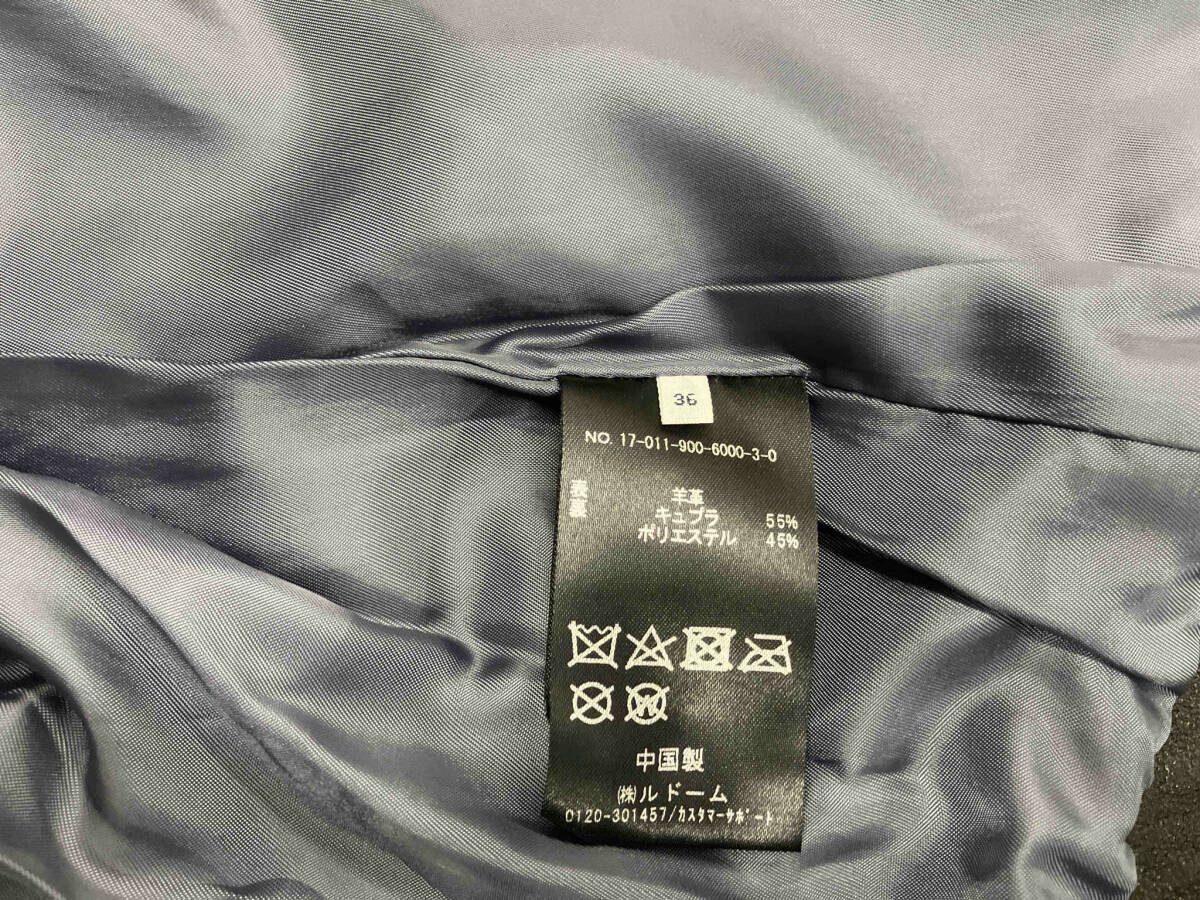 36
NO. 17-011-900-6000-3-0
表 羊革
裏 キュプラ 55%
ポリエステル 45%
中国製
㈱ルドーム
0120-301457/カスタマーサポート